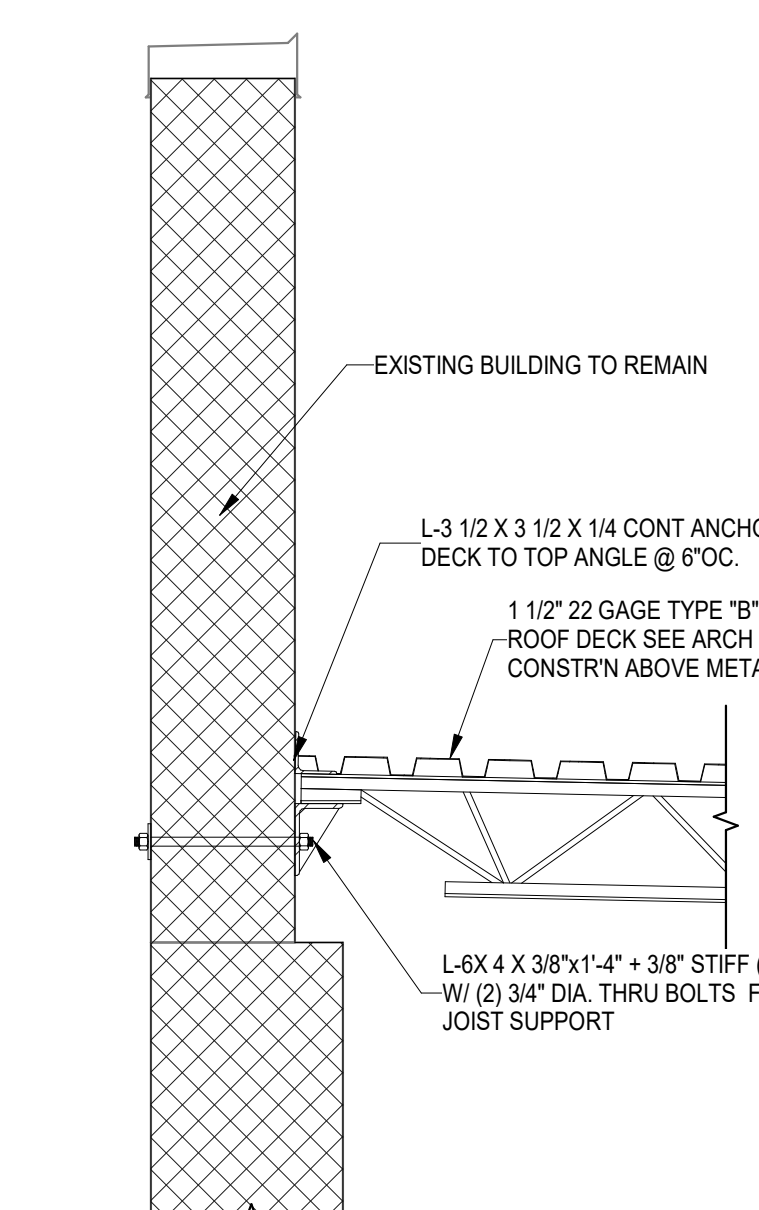 EXISTING BUILDING TO REMAIN
L-3 1/2 X 3 1/2 X 1/4 CONT
DECK TO TOP ANGLE @ 6"OC.
1 1/2" 22 GAGE TYPE "B"
ROOF DECK SEE ARCH
CONSTR'N ABOVE
L-6X 4 X 3/8"x1'-4" + 3/8" STIFF (
W/ (2) 3/4" DIA. THRU BOLTS
JOIST SUPPORT